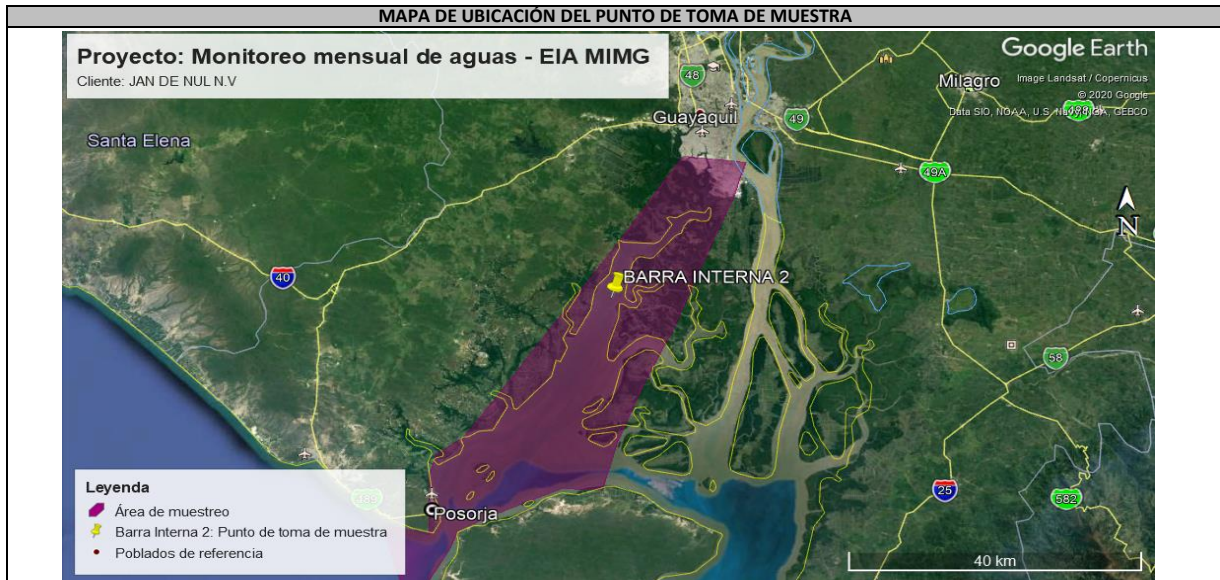 MAPA DE UBICACIÓN DEL PUNTO DE TOMA DE MUESTRA
Proyecto: Monitoreo mensual de aguas - EIA MIMG
Cliente: JAN DE NUL N.V
Google Earth
Image Landsat / Copernicus
© 2020 Google
Data SIO, NOAA, U.S. Navy, NGA, GEBCO
48
Milagro
Guayaquil
49
Santa Elena
49A
N
40
BARRA INTERNA 2
58
25
582
Posorja
Leyenda
Área de muestreo
Barra Interna 2: Punto de toma de muestra
Poblados de referencia
40 km